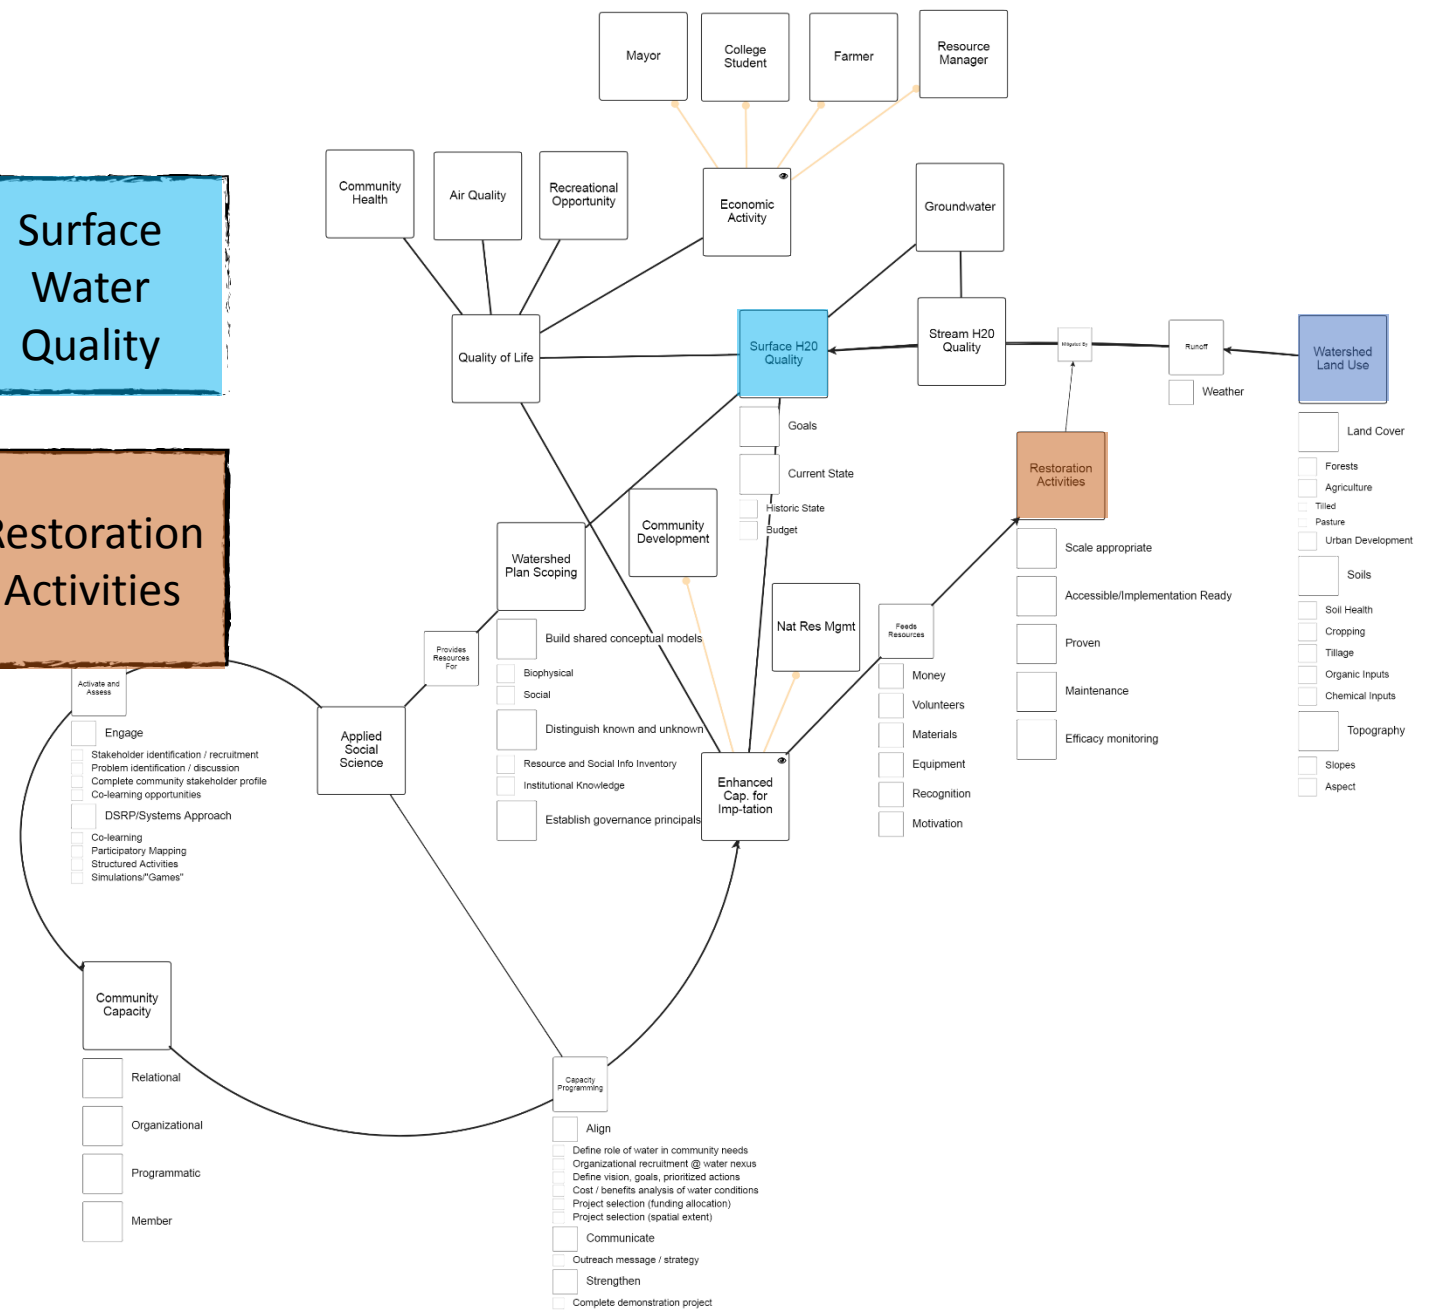 Mayor
College
Student
Farmer
Resource
Manager
Community
Health
Air Quality
Recreational
Opportunity
Economic
Activity
Groundwater
Surface
Water
Quality
Quality of Life
Surface H20
Quality
Stream H20
Quality
Mitigated By
Runoff
Weather
Watershed
Land Use
Goals
Current State
Historic State
Budget
Restoration
Activities
Land Cover
Forests
Agriculture
Tilled
Pasture
Urban Development
Soils
Soil Health
Cropping
Tillage
Organic Inputs
Chemical Inputs
Topography
Slopes
Aspect
Scale appropriate
Accessible/Implementation Ready
Proven
Maintenance
Efficacy monitoring
Restoration
Activities
Community
Development
Watershed
Plan Scoping
Nat Res Mgmt
Feeds
Resources
Money
Volunteers
Materials
Equipment
Recognition
Motivation
Provides
Resources
For
Build shared conceptual models
Biophysical
Social
Distinguish known and unknown
Resource and Social Info Inventory
Institutional Knowledge
Establish governance principals
Enhanced
Cap. for
Imp-tation
Activate and
Assess
Engage
Stakeholder identification / recruitment
Problem identification / discussion
Complete community stakeholder profile
Co-learning opportunities
DSRP/Systems Approach
Co-learning
Participatory Mapping
Structured Activities
Simulations/"Games"
Applied
Social
Science
Community
Capacity
Relational
Organizational
Programmatic
Member
Capacity
Programming
Align
Define role of water in community needs
Organizational recruitment @ water nexus
Define vision, goals, prioritized actions
Cost / benefits analysis of water conditions
Project selection (funding allocation)
Project selection (spatial extent)
Communicate
Outreach message / strategy
Strengthen
Complete demonstration project